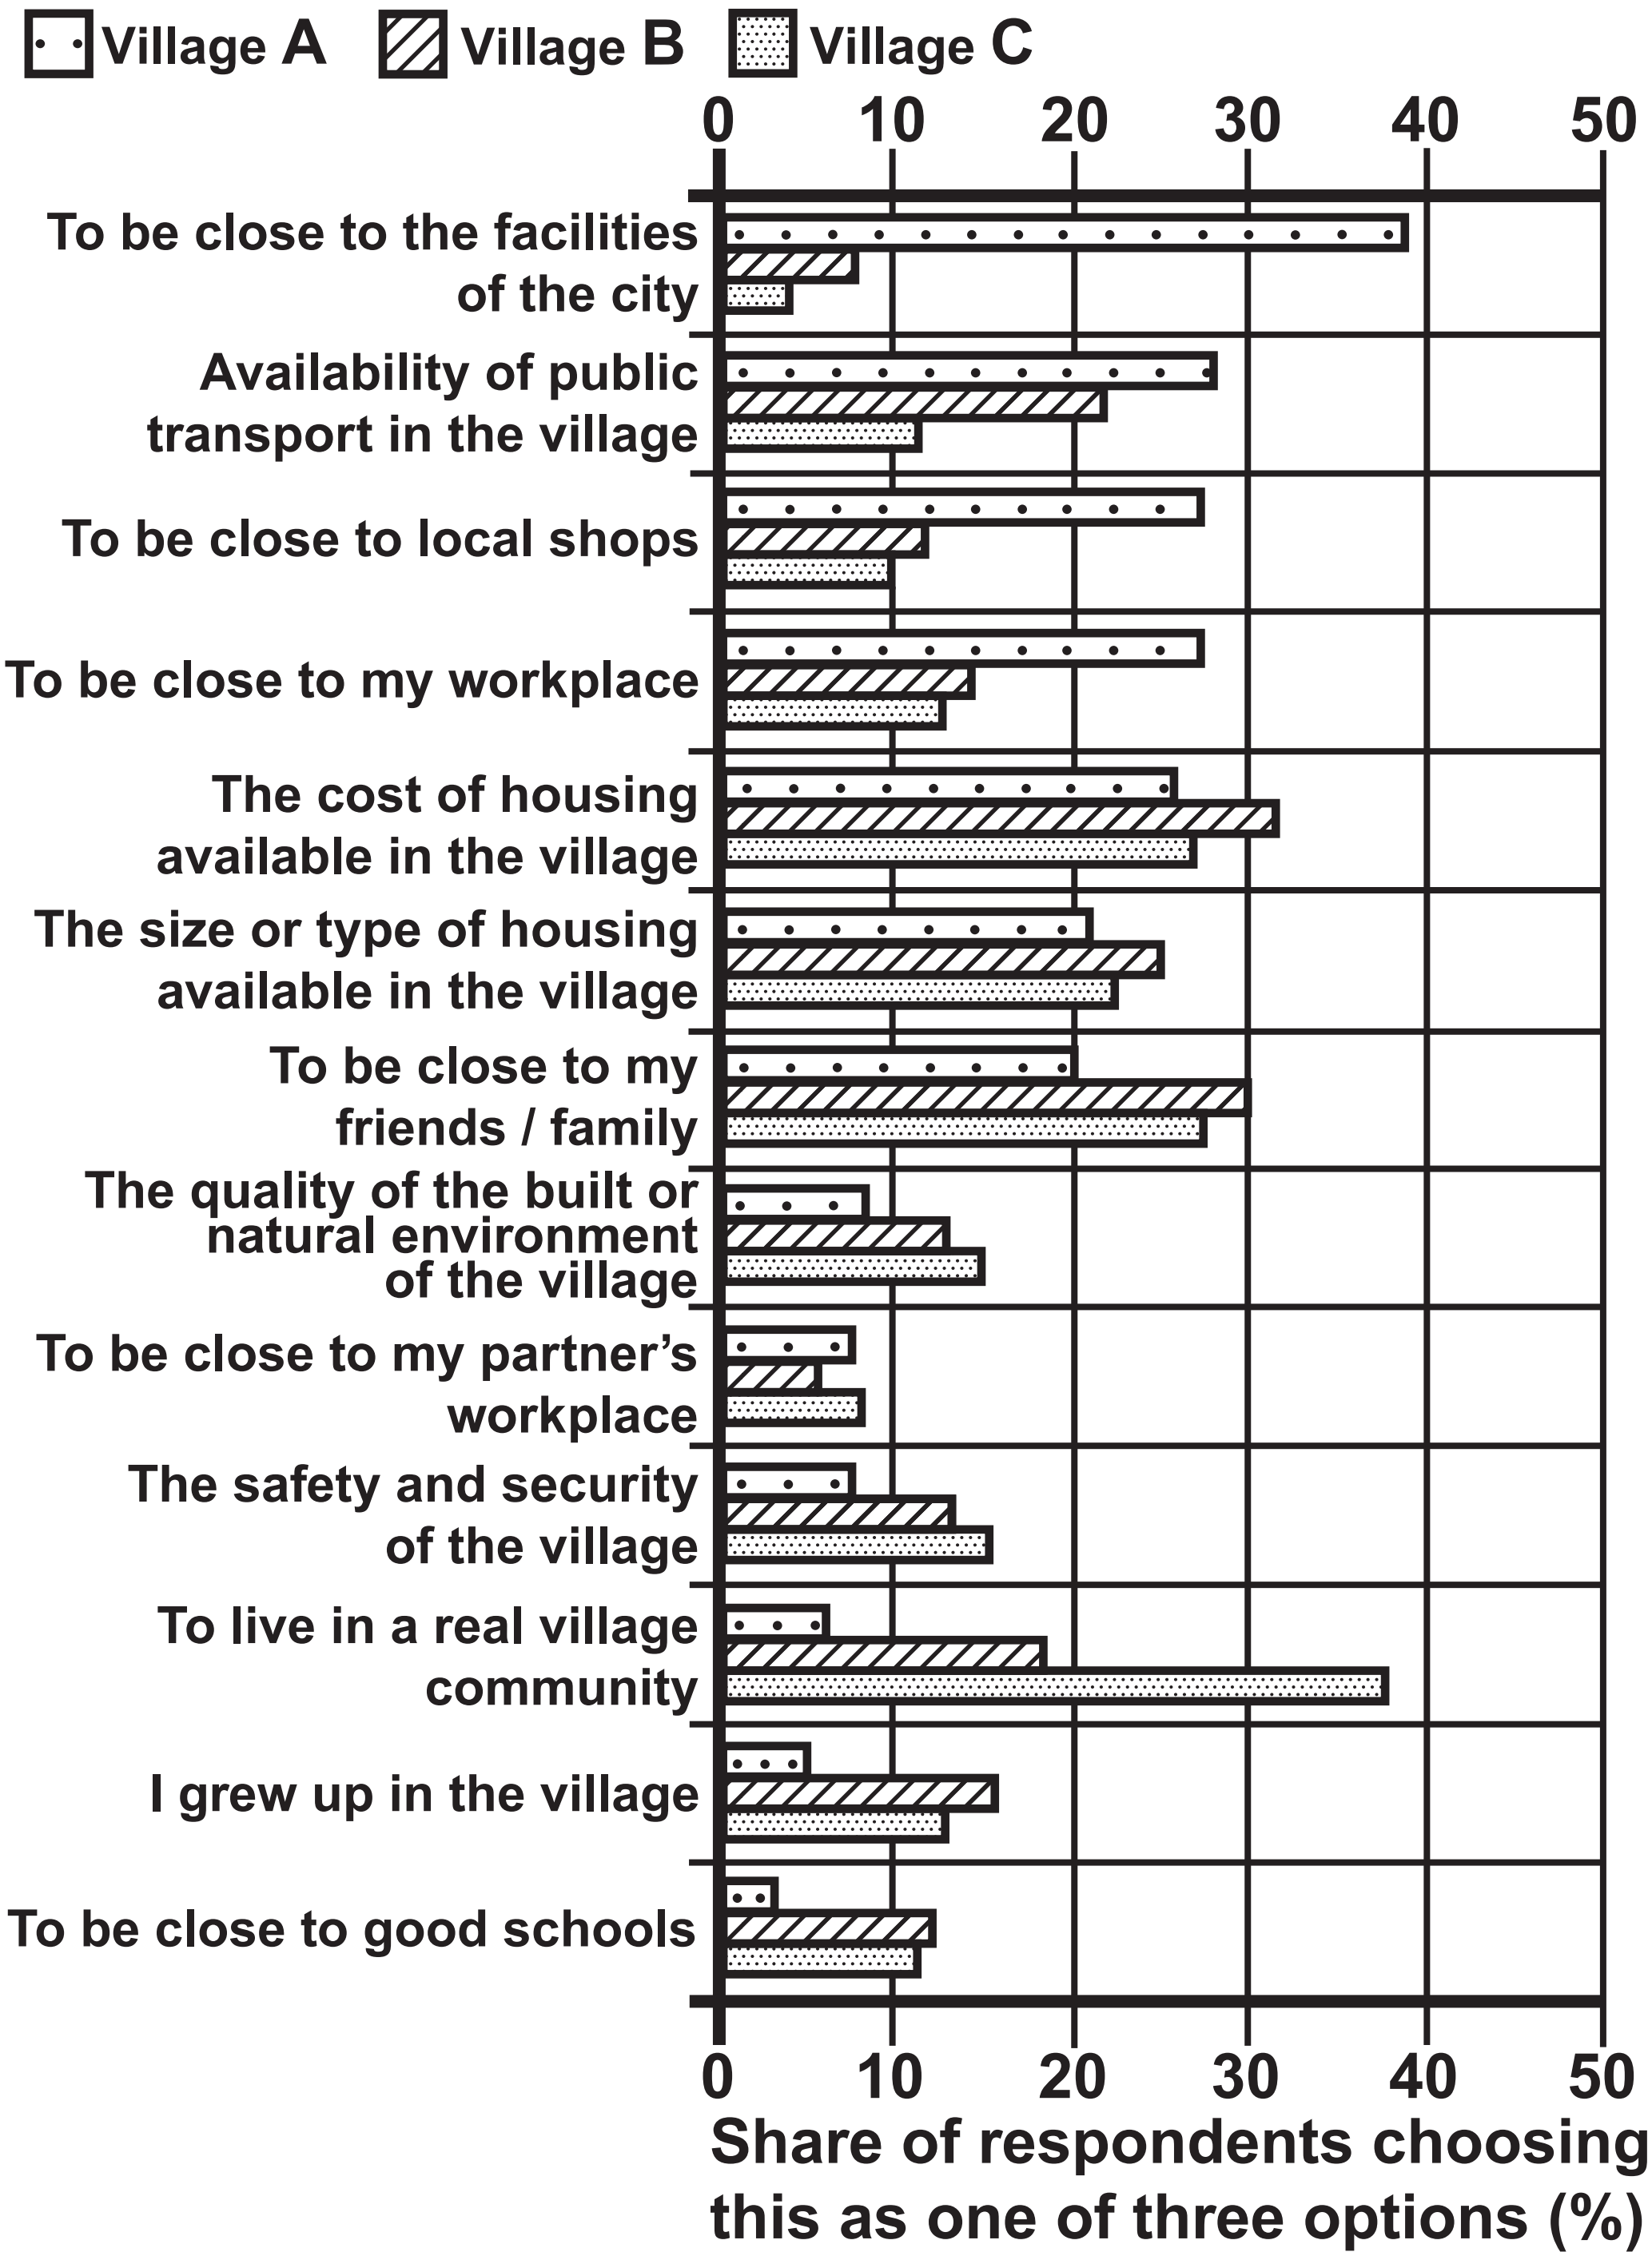 Village A Village B Village C
0 10 20 30 40 50
To be close to the facilities
of the city
Availability of public
transport in the village
To be close to local shops
To be close to my workplace
The cost of housing
available in the village
The size or type of housing
available in the village
To be close to my
friends / family
The quality of the built or
natural environment
of the village
To be close to my partner’s
workplace
The safety and security
of the village
To live in a real village
community
I grew up in the village
To be close to good schools
0 10 20 30 40 50
Share of respondents choosing
this as one of three options (%)